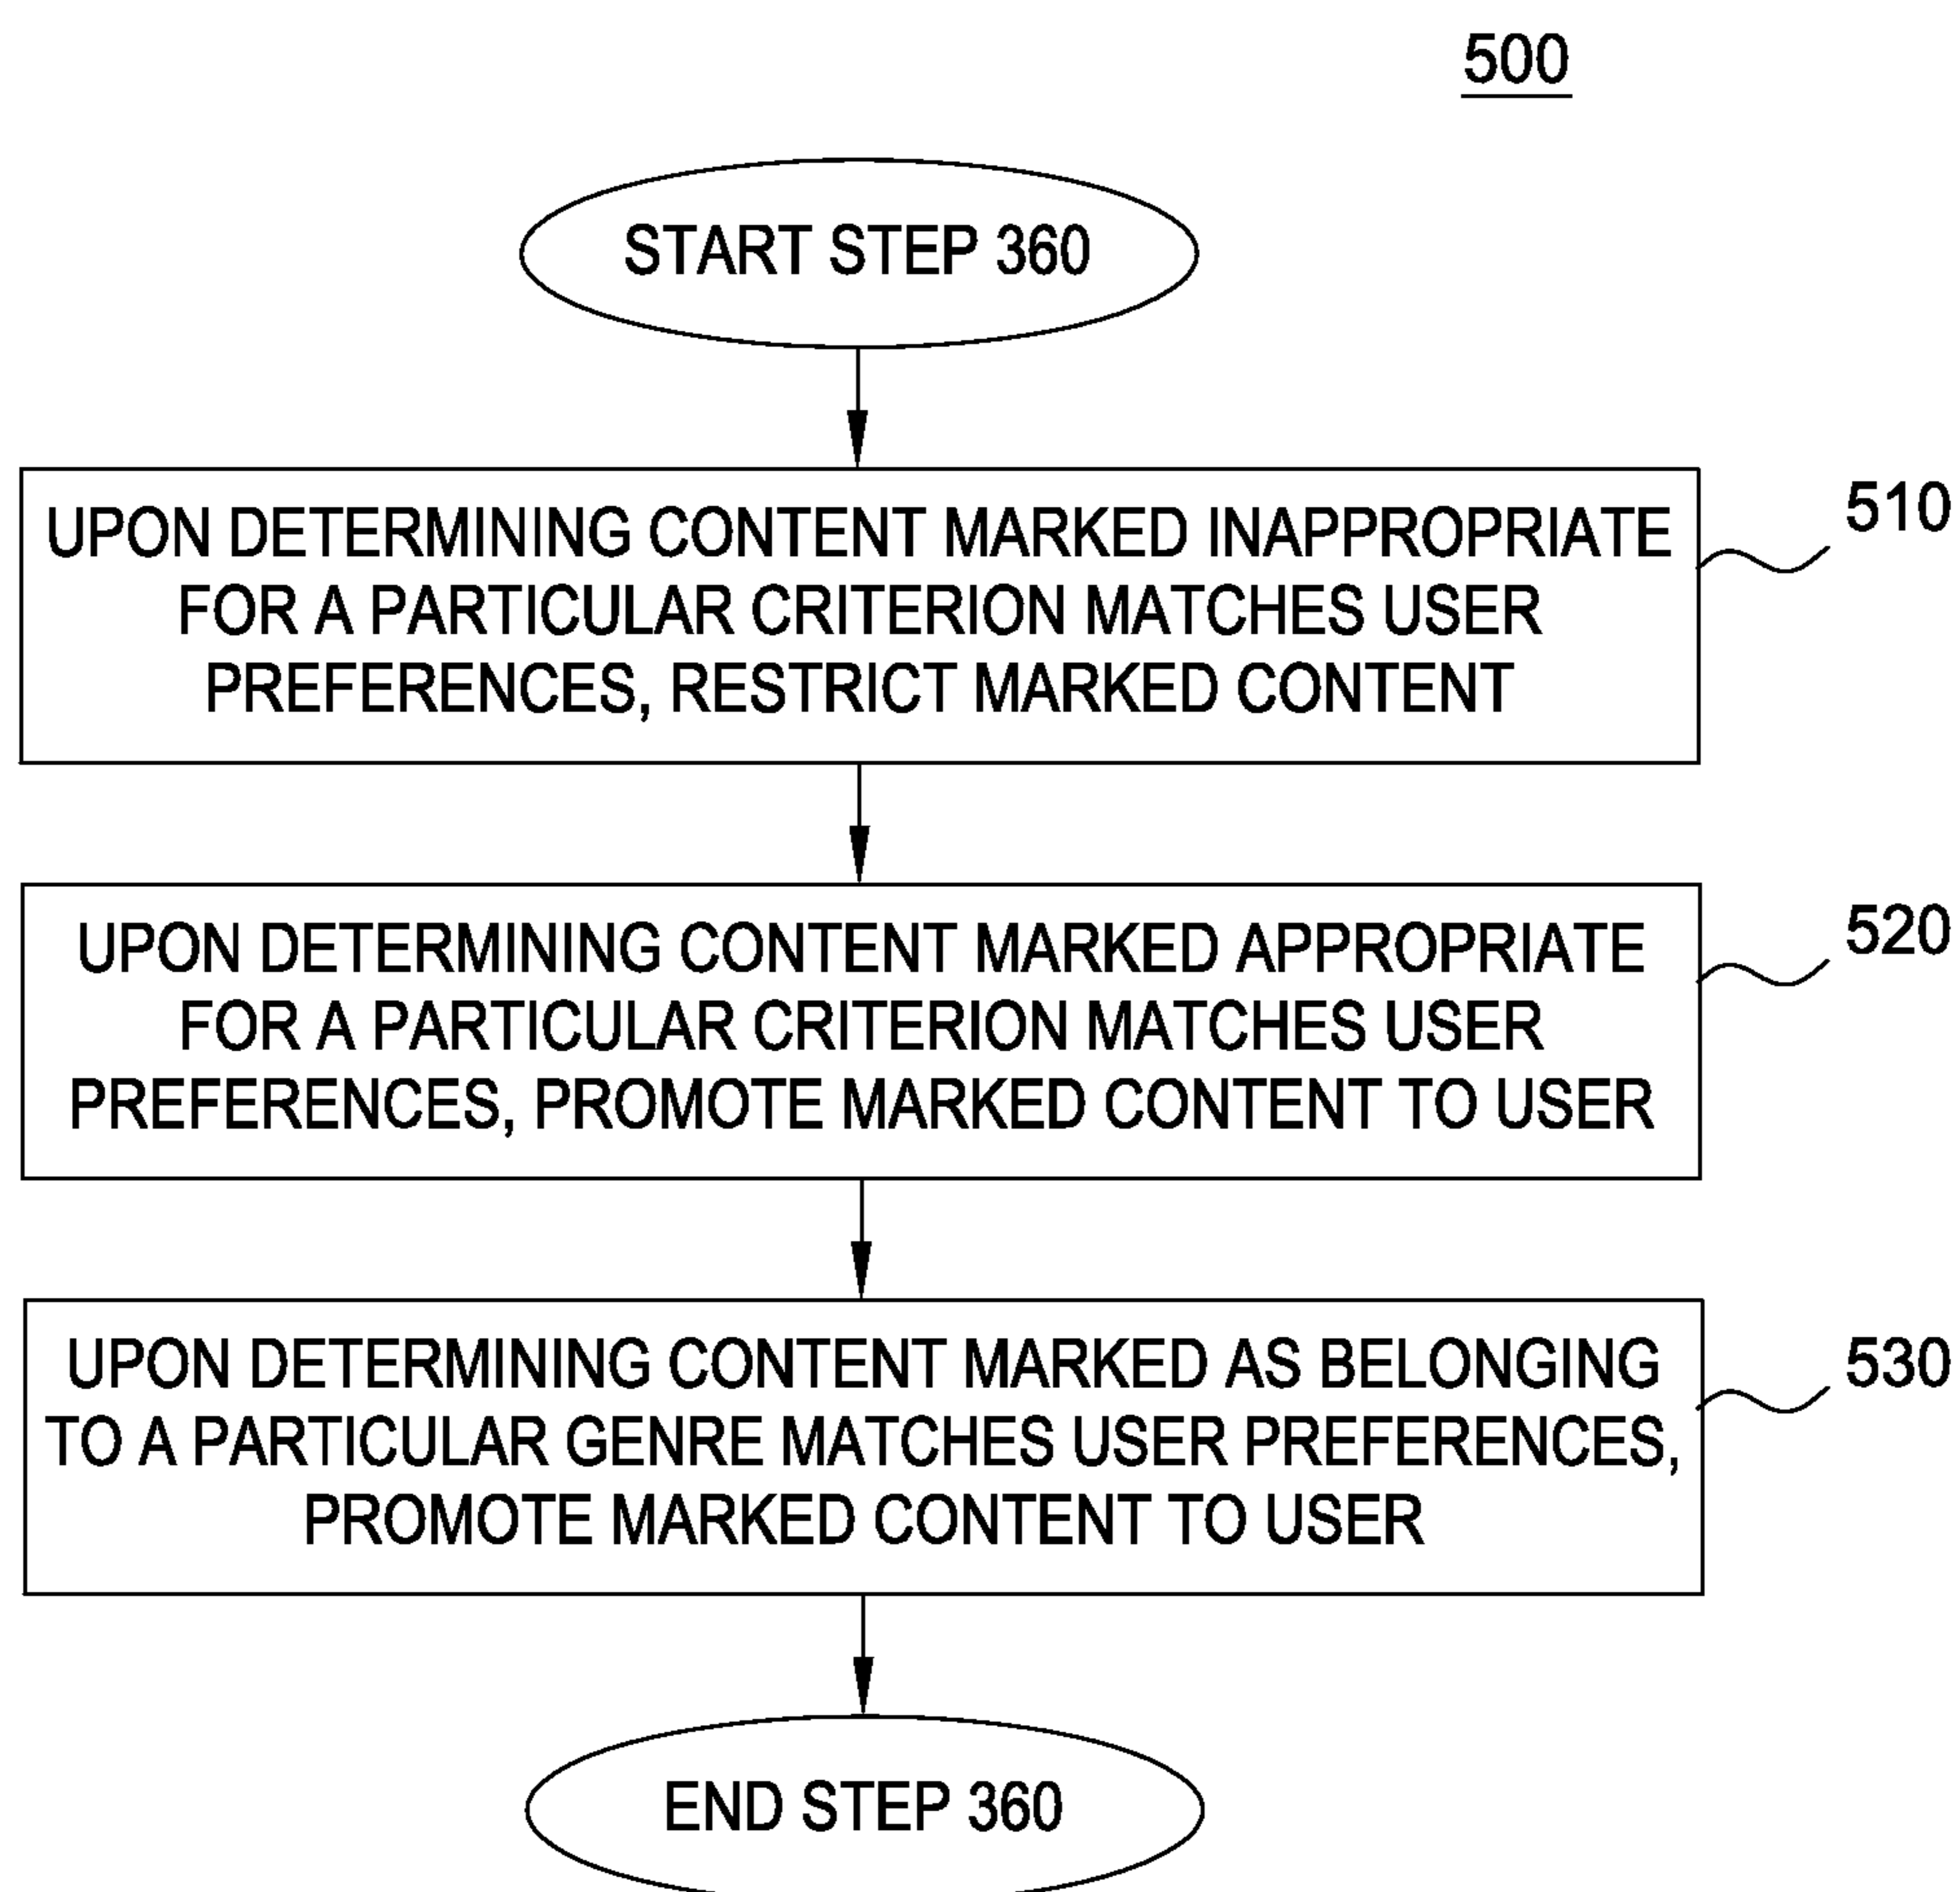 500
START STEP 360
UPON DETERMINING CONTENT MARKED INAPPROPRIATE
FOR A PARTICULAR CRITERION MATCHES USER
PREFERENCES, RESTRICT MARKED CONTENT
510
UPON DETERMINING CONTENT MARKED APPROPRIATE
FOR A PARTICULAR CRITERION MATCHES USER
PREFERENCES, PROMOTE MARKED CONTENT TO USER
520
UPON DETERMINING CONTENT MARKED AS BELONGING
TO A PARTICULAR GENRE MATCHES USER PREFERENCES,
PROMOTE MARKED CONTENT TO USER
530
END STEP 360